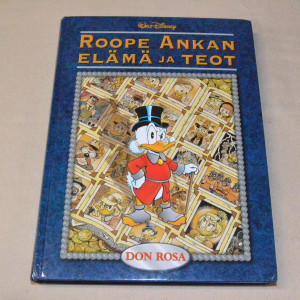 Walt Disney
ROOPE ANKAN
ELÄMÄ JA TEOT
DON ROSA